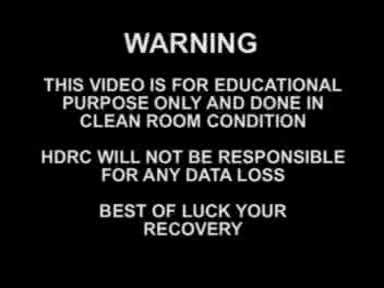 WARNING
THIS VIDEO IS FOR EDUCATIONAL
PURPOSE ONLY AND DONE IN
CLEAN ROOM CONDITION
HDRC WILL NOT BE RESPONSIBLE
FOR ANY DATA LOSS
BEST OF LUCK YOUR
RECOVERY